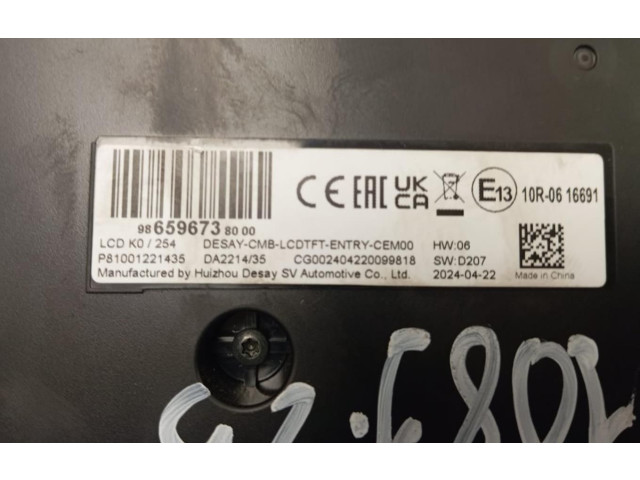 CE EAC UK CA E13 10R-06 16691
98 659673 80 00
LCD K0 / 254 DESAY-CMB-LCDTFT-ENTRY-CEM00 HW:06
P81001221435 DA2214/35 CG002404220099818 SW:D207
Manufactured by Huizhou Desay SV Automotive Co., Ltd. 2024-04-22 Made in China